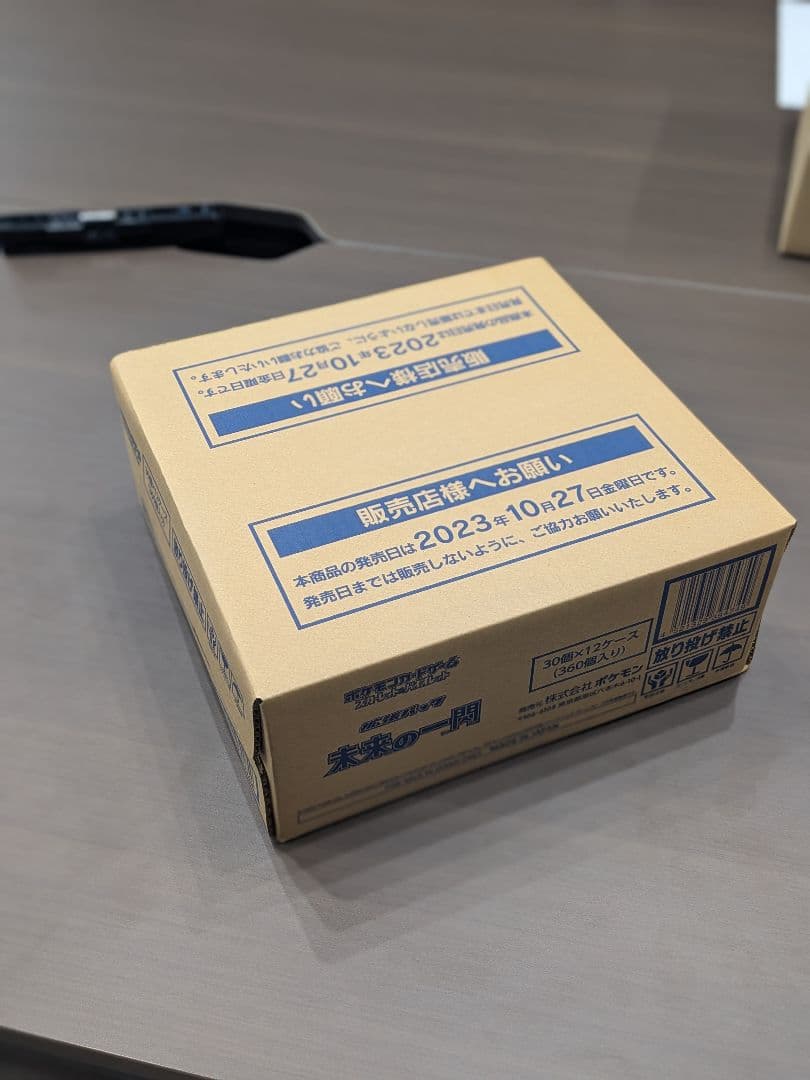 販売店様へお願い
本商品の発売日は2023年10月27日金曜日です。
発売日までは販売しないように、ご協力お願いいたします。
販売店様へお願い
本商品の発売日は2023年10月27日金曜日です。
発売日までは販売しないように、ご協力お願いいたします。
ポケモンカードゲーム
スカーレット&バイオレット
拡張パック
未来の一閃
30個×12ケース
(360個入り)
発売元 株式会社 ポケモン
放り投げ禁止